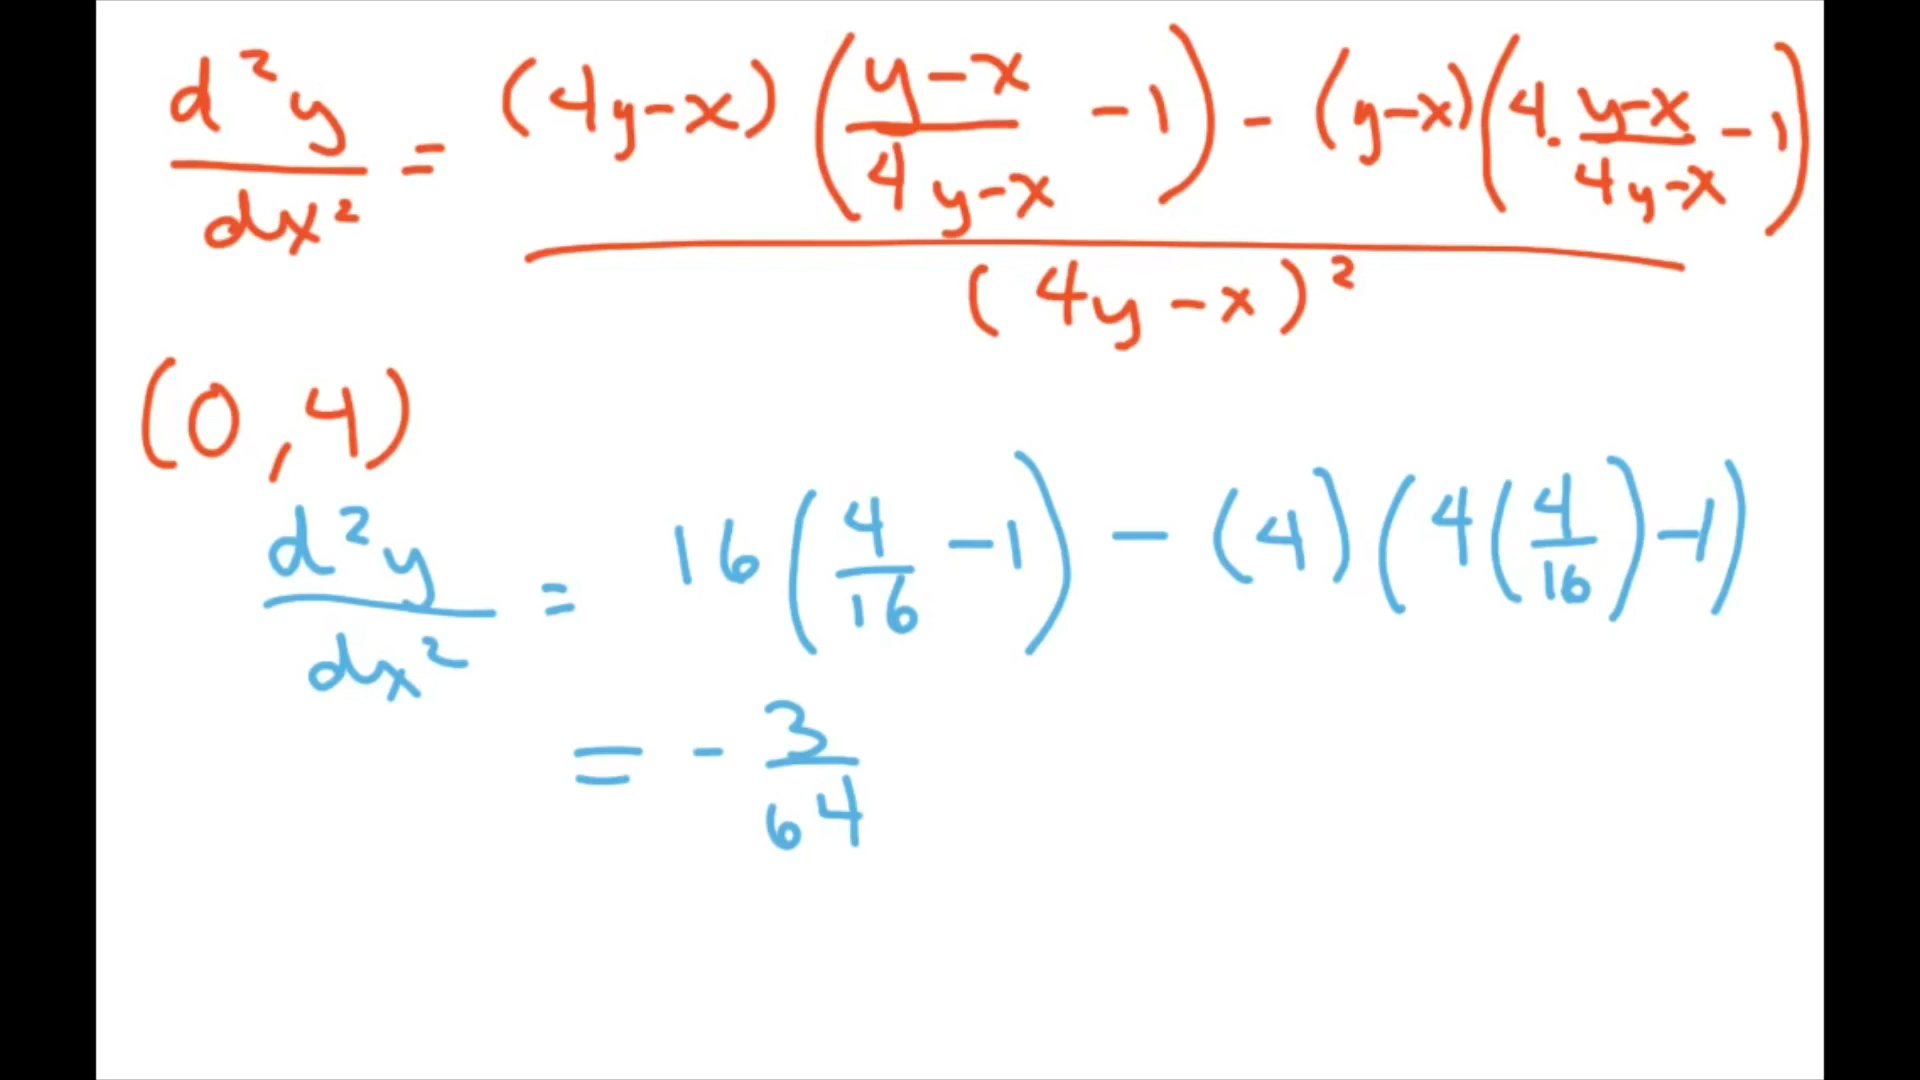 d²y/dx² = ((4y-x)((y-x)/(4y-x) - 1) - (y-x)(4·(y-x)/(4y-x) - 1))/(4y-x)²
(0,4)
d²y/dx² = 16(4/16 - 1) - (4)(4(4/16) - 1)
= - 3/64